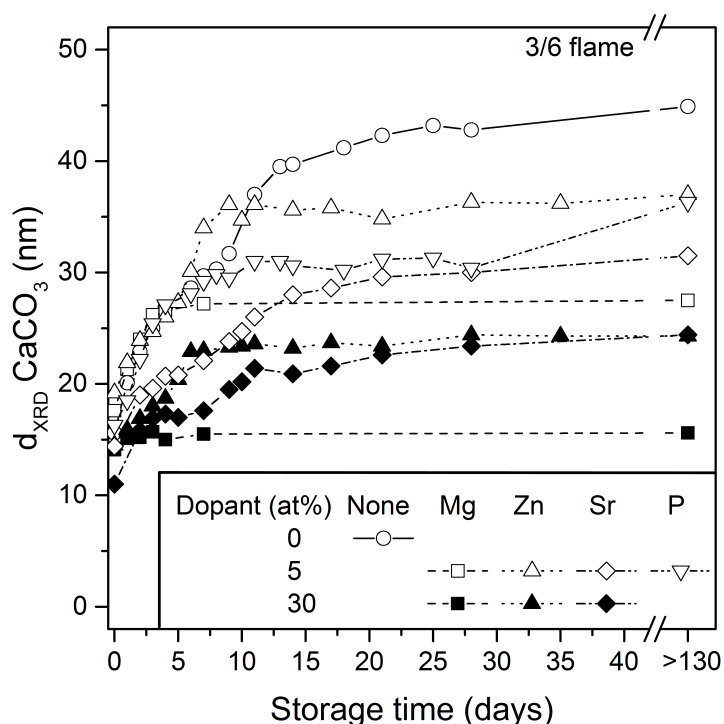 3/6 flame
50
40
30
20
10
0
d_XRD CaCO_3 (nm)
Dopant (at%) None Mg Zn Sr P
0
5
30
0 5 10 15 20 25 30 35 40 >130
Storage time (days)